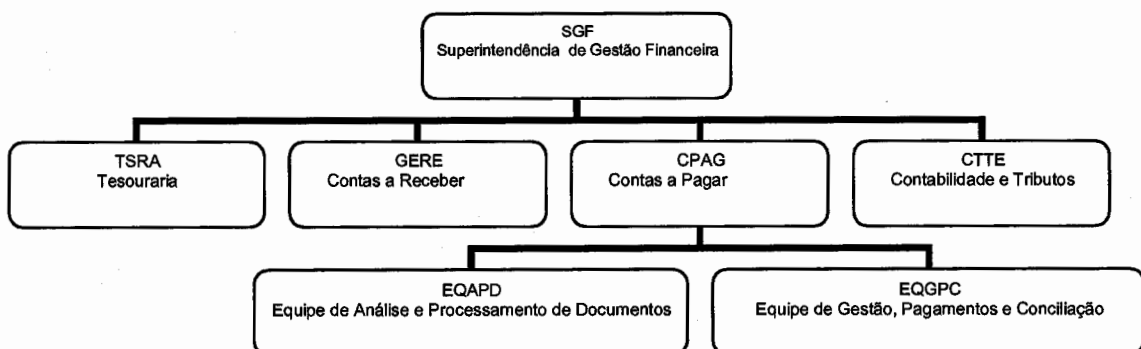 SGF
Superintendência de Gestão Financeira
TSRA
Tesouraria
GERE
Contas a Receber
CPAG
Contas a Pagar
CTTE
Contabilidade e Tributos
EQAPD
Equipe de Análise e Processamento de Documentos
EQGPC
Equipe de Gestão, Pagamentos e Conciliação